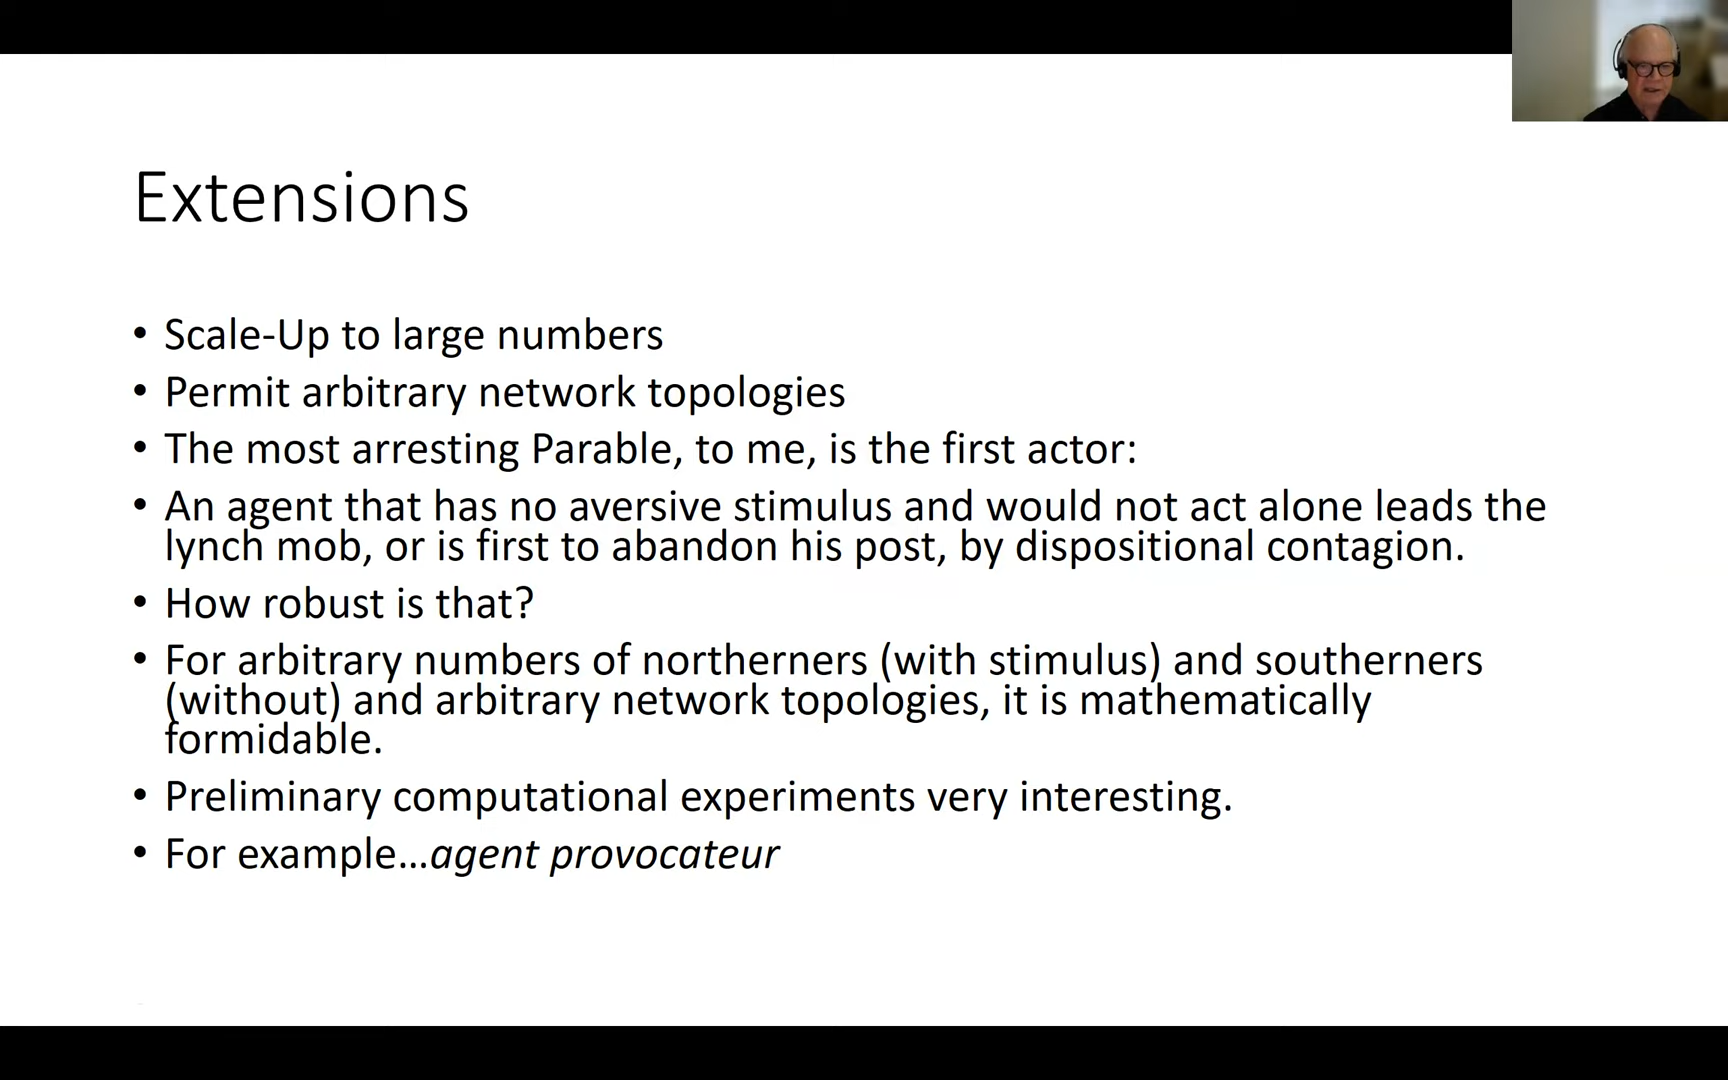 Extensions
• Scale-Up to large numbers
• Permit arbitrary network topologies
• The most arresting Parable, to me, is the first actor:
• An agent that has no aversive stimulus and would not act alone leads the
lynch mob, or is first to abandon his post, by dispositional contagion.
• How robust is that?
• For arbitrary numbers of northerners (with stimulus) and southerners
(without) and arbitrary network topologies, it is mathematically
formidable.
• Preliminary computational experiments very interesting.
• For example…agent provocateur